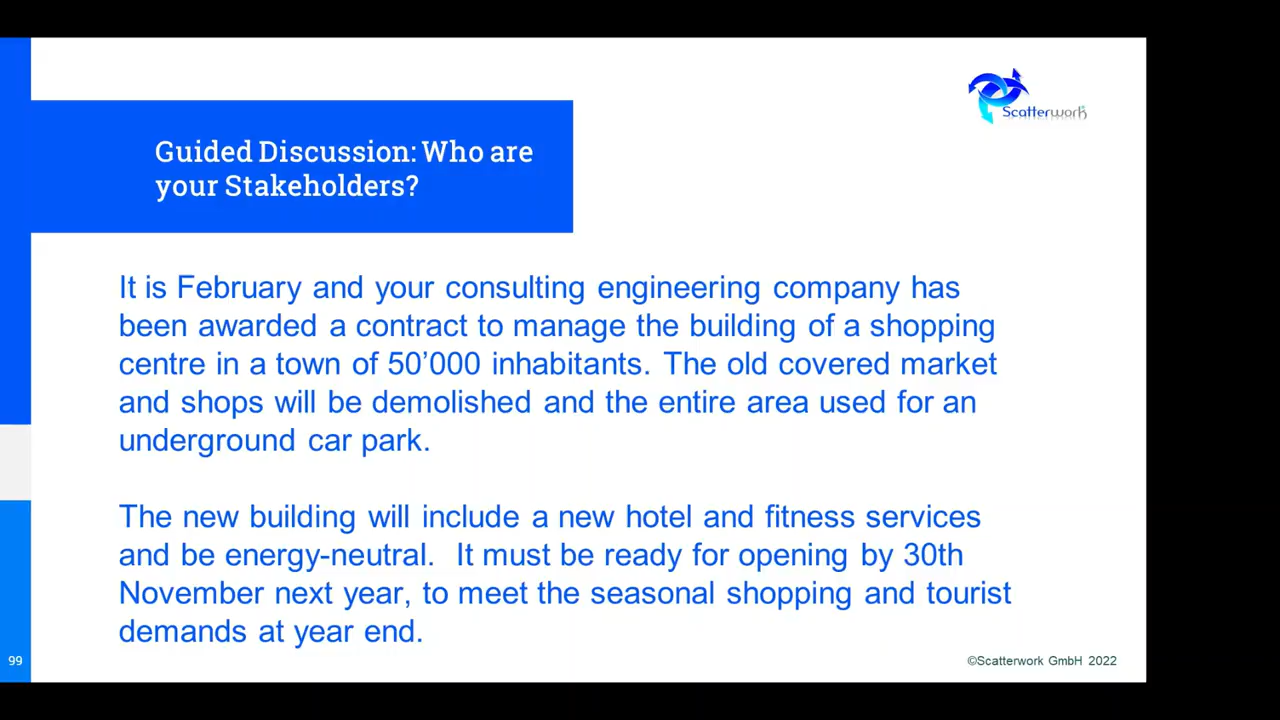 Scatterwork
Guided Discussion: Who are
your Stakeholders?
It is February and your consulting engineering company has
been awarded a contract to manage the building of a shopping
centre in a town of 50’000 inhabitants.  The old covered market
and shops will be demolished and the entire area used for an
underground car park.
The new building will include a new hotel and fitness services
and be energy-neutral.  It must be ready for opening by 30th
November next year, to meet the seasonal shopping and tourist
demands at year end.
99
©Scatterwork GmbH 2022